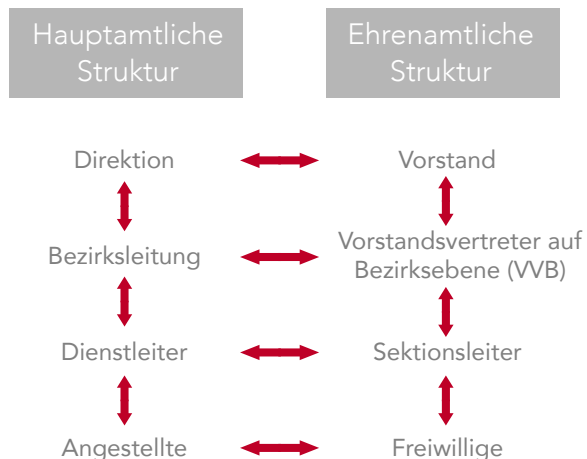 Hauptamtliche
Struktur
Ehrenamtliche
Struktur
Direktion
Vorstand
Bezirksleitung
Vorstandsvertreter auf
Bezirksebene (VVB)
Dienstleiter
Sektionsleiter
Angestellte
Freiwillige